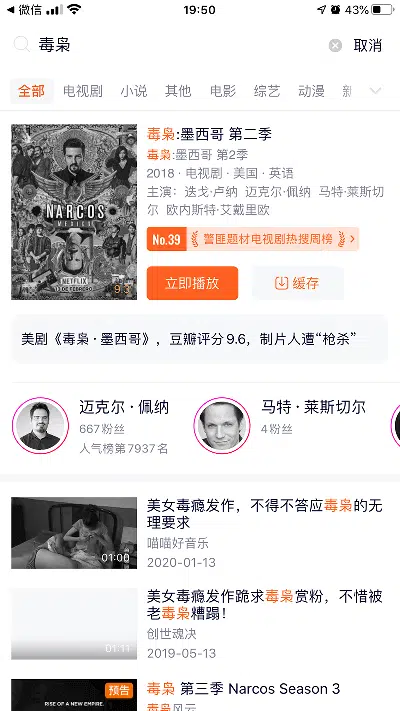 微信
19:50
43%
毒枭
取消
全部 电视剧 小说 其他 电影 综艺 动漫
毒枭:墨西哥 第二季
毒枭:墨西哥 第2季
2018 · 电视剧 · 美国 · 英语
主演: 迭戈·卢纳 迈克尔·佩纳 马特·莱斯切
尔 欧内斯特·艾戴里欧
No.39 警匪题材电视剧热搜周榜
立即播放
缓存
NARCOS
MEXICO
NETFLIX
13 DE FEBRERO
9.3
美剧《毒枭 · 墨西哥》，豆瓣评分9.6，制片人遭“枪杀”
迈克尔 · 佩纳
667粉丝
人气榜第7937名
马特 · 莱斯切尔
4粉丝
01:00
美女毒瘾发作，不得不答应毒枭的无
理要求
喵喵好音乐
2020-01-13
01:11
美女毒瘾发作跪求毒枭赏粉，不惜被
老毒枭糟蹋！
创世魂决
2019-05-13
预告
RISE OF A NEW EMPIRE.
毒枭 第三季 Narcos Season 3
毒枭风云